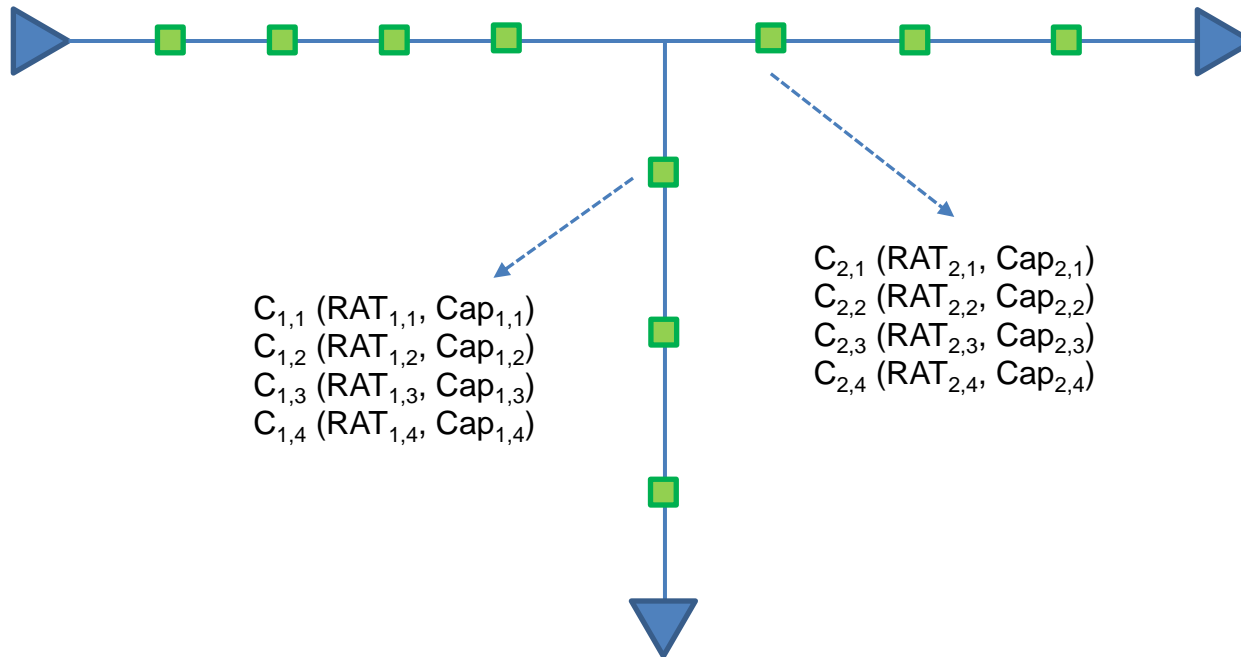 C1,1 (RAT1,1, Cap1,1)
C1,2 (RAT1,2, Cap1,2)
C1,3 (RAT1,3, Cap1,3)
C1,4 (RAT1,4, Cap1,4)
C2,1 (RAT2,1, Cap2,1)
C2,2 (RAT2,2, Cap2,2)
C2,3 (RAT2,3, Cap2,3)
C2,4 (RAT2,4, Cap2,4)